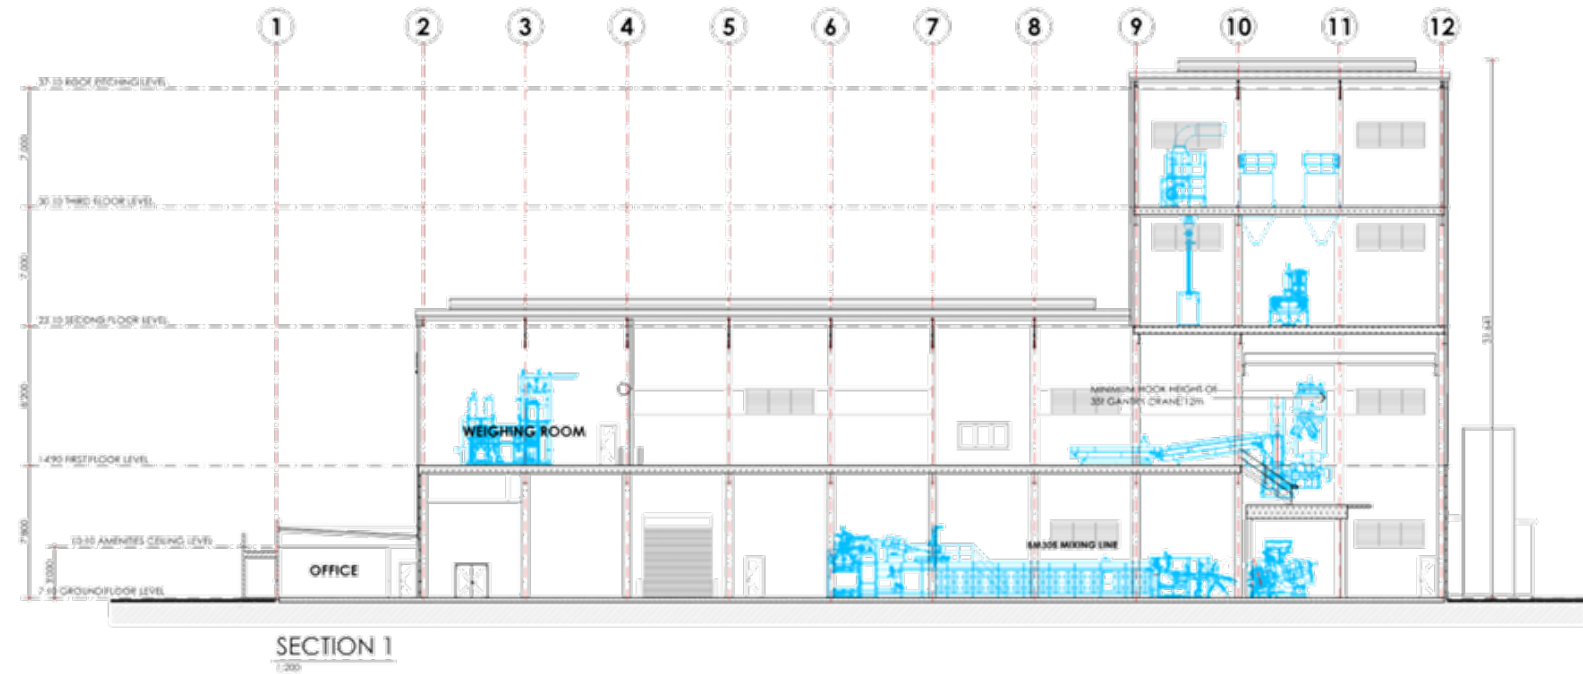 1 2 3 4 5 6 7 8 9 10 11 12
37·10 ROOF PITCHING LEVEL
7,000
30·10 THIRD FLOOR LEVEL
7,000
23·10 SECOND FLOOR LEVEL
8,200
MINIMUM HOOK HEIGHT OF
35t GANTRY CRANE 12m
WEIGHING ROOM
14·90 FIRST FLOOR LEVEL
7,800
10·10 AMENITIES CEILING LEVEL
3,000
OFFICE
MIXING LINE
7·10 GROUND FLOOR LEVEL
SECTION 1
1:200